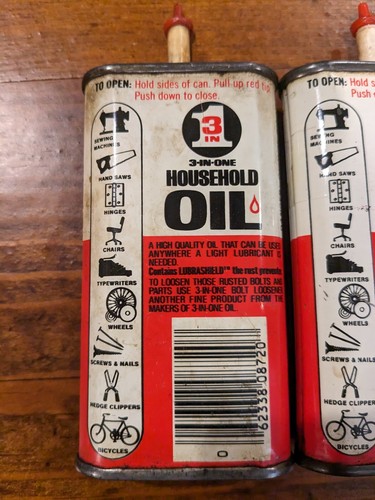 TO OPEN: Hold sides of can. Pull up red tip
Push down to close.
1
3
IN
3-IN-ONE
HOUSEHOLD
OIL
SEWING
MACHINES
HAND SAWS
HINGES
CHAIRS
TYPEWRITERS
WHEELS
SCREWS & NAILS
HEDGE CLIPPERS
BICYCLES
A HIGH QUALITY OIL THAT CAN BE USED
ANYWHERE A LIGHT LUBRICANT IS
NEEDED.
Contains LUBRASHIELD™ the rust preventer.
TO LOOSEN THOSE RUSTED BOLTS AND
PARTS USE 3-IN-ONE BOLT LOOSENER
ANOTHER FINE PRODUCT FROM THE
MAKERS OF 3-IN-ONE OIL.
62338-08720
0
TO OPEN: Hold s
P
SEWING
MACHINES
HAND SAWS
HINGES
CHAIRS
TYPEWRITERS
WHEELS
SCREWS & NAILS
HEDGE CLIPPERS
BICYCLES